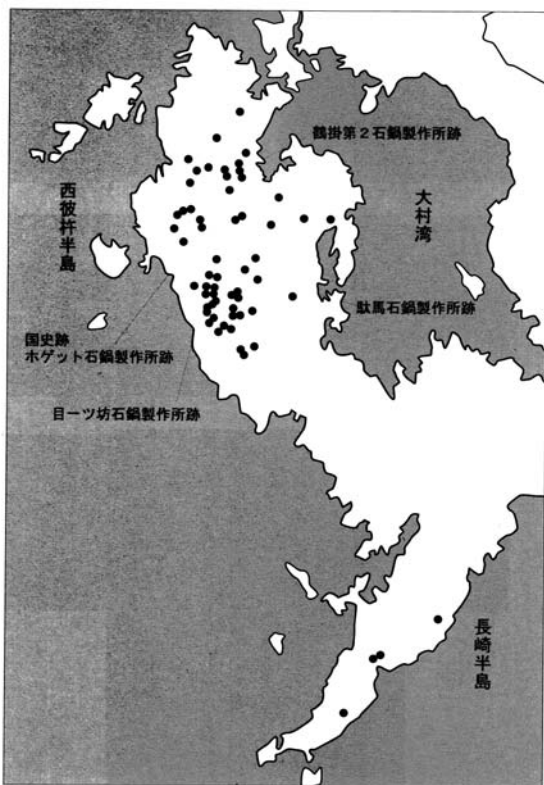 鶴掛第2石鍋製作所跡
大村湾
西彼杵半島
駄馬石鍋製作所跡
国史跡
ホゲット石鍋製作所跡
目一ツ坊石鍋製作所跡
長崎半島